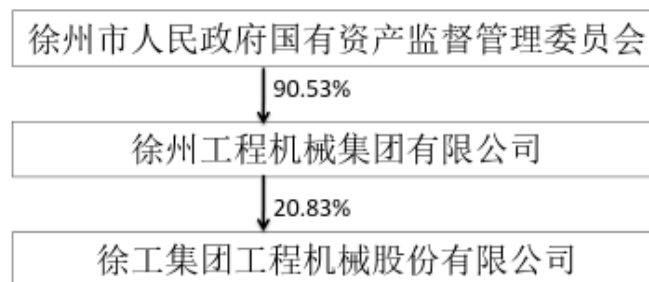 徐州市人民政府国有资产监督管理委员会
90.53%
徐州工程机械集团有限公司
20.83%
徐工集团工程机械股份有限公司